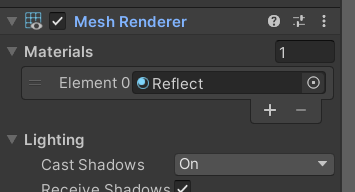 Mesh Renderer
Materials 1
Element 0 Reflect
Lighting
Cast Shadows On
Receive Shadows